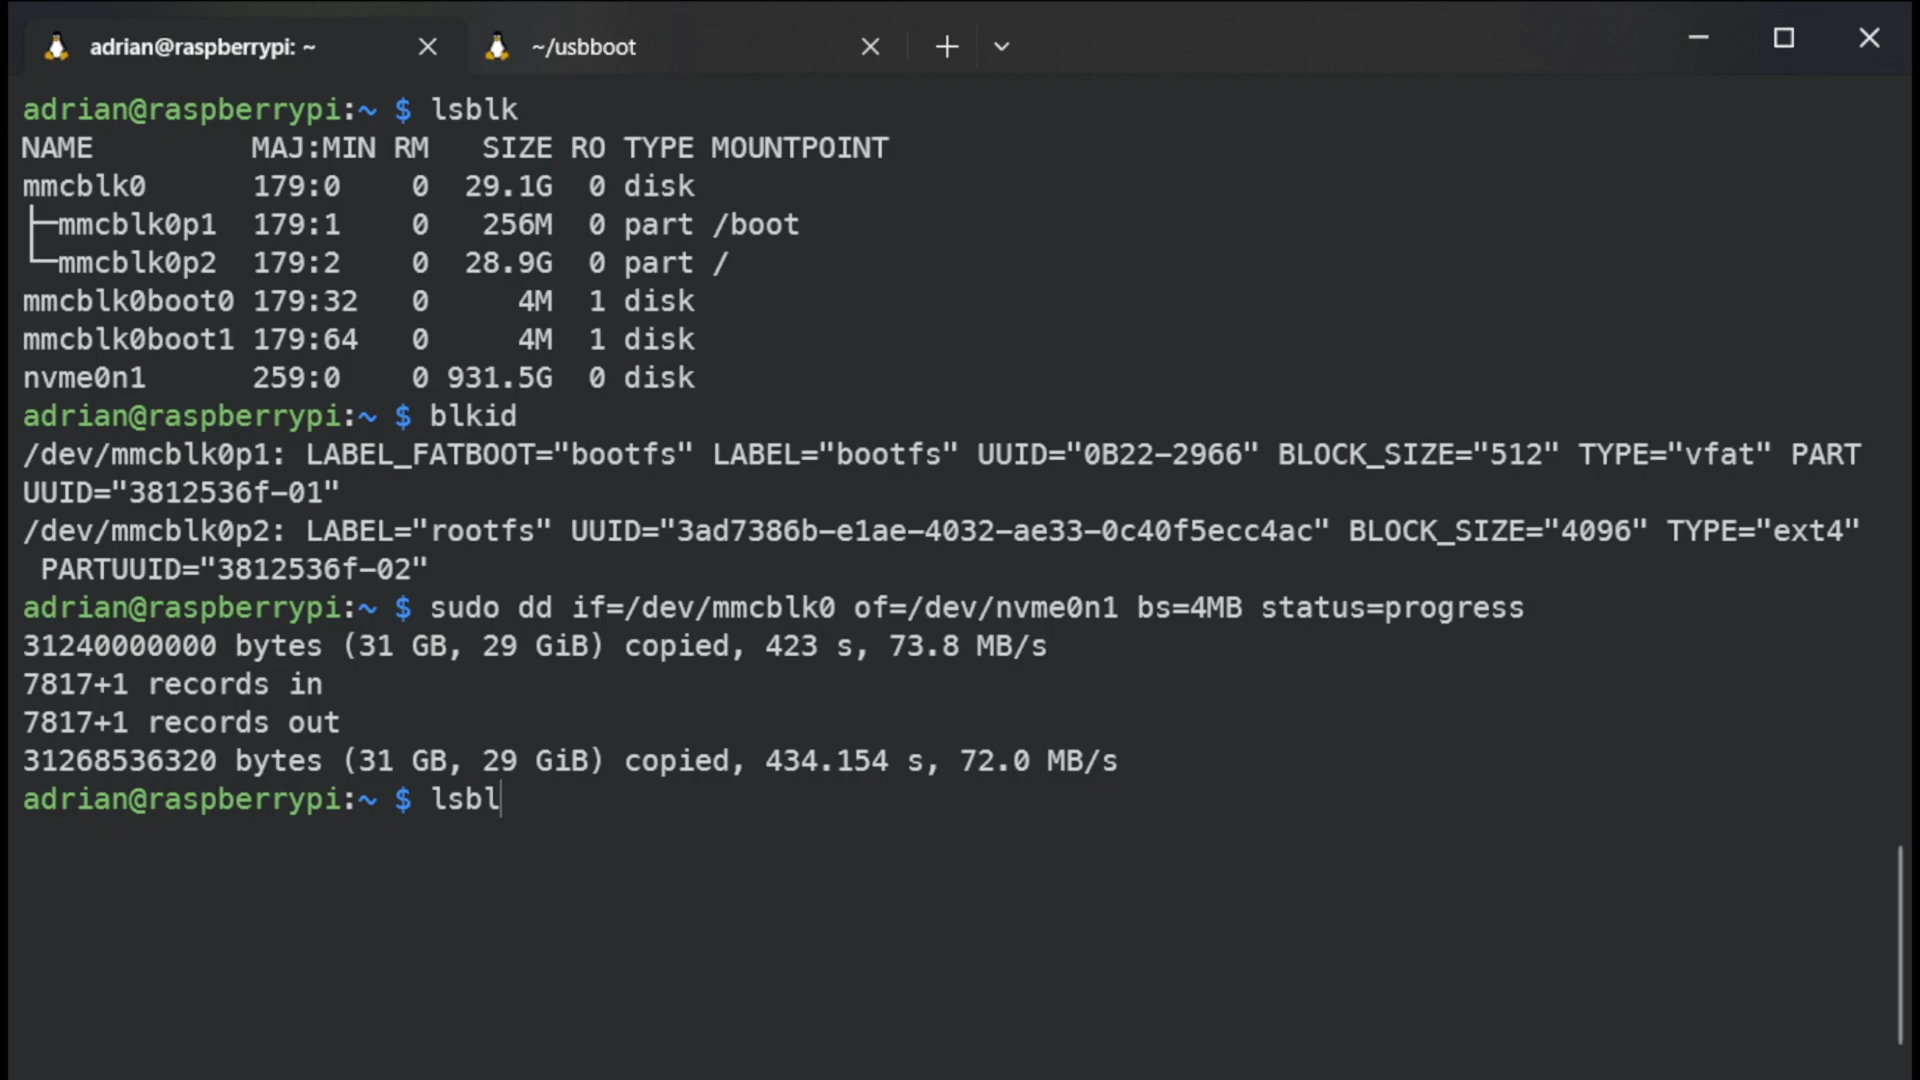 adrian@raspberrypi: ~
~/usbboot
adrian@raspberrypi:~ $ lsblk
NAME         MAJ:MIN RM   SIZE RO TYPE MOUNTPOINT
mmcblk0      179:0    0  29.1G  0 disk
├─mmcblk0p1  179:1    0   256M  0 part /boot
└─mmcblk0p2  179:2    0  28.9G  0 part /
mmcblk0boot0 179:32   0     4M  1 disk
mmcblk0boot1 179:64   0     4M  1 disk
nvme0n1      259:0    0 931.5G  0 disk
adrian@raspberrypi:~ $ blkid
/dev/mmcblk0p1: LABEL_FATBOOT="bootfs" LABEL="bootfs" UUID="0B22-2966" BLOCK_SIZE="512" TYPE="vfat" PART
UUID="3812536f-01"
/dev/mmcblk0p2: LABEL="rootfs" UUID="3ad7386b-e1ae-4032-ae33-0c40f5ecc4ac" BLOCK_SIZE="4096" TYPE="ext4"
 PARTUUID="3812536f-02"
adrian@raspberrypi:~ $ sudo dd if=/dev/mmcblk0 of=/dev/nvme0n1 bs=4MB status=progress
31240000000 bytes (31 GB, 29 GiB) copied, 423 s, 73.8 MB/s
7817+1 records in
7817+1 records out
31268536320 bytes (31 GB, 29 GiB) copied, 434.154 s, 72.0 MB/s
adrian@raspberrypi:~ $ lsbl